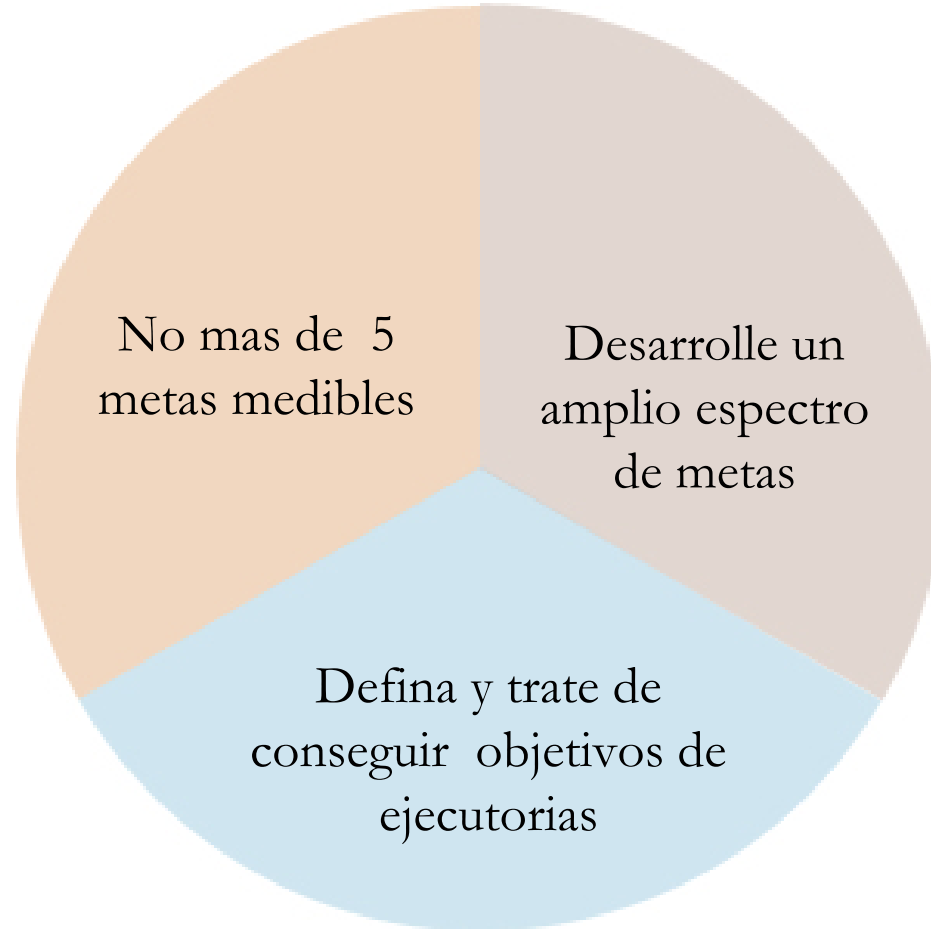 No mas de 5
metas medibles
Desarrolle un
amplio espectro
de metas
Defina y trate de
conseguir objetivos de
ejecutorias